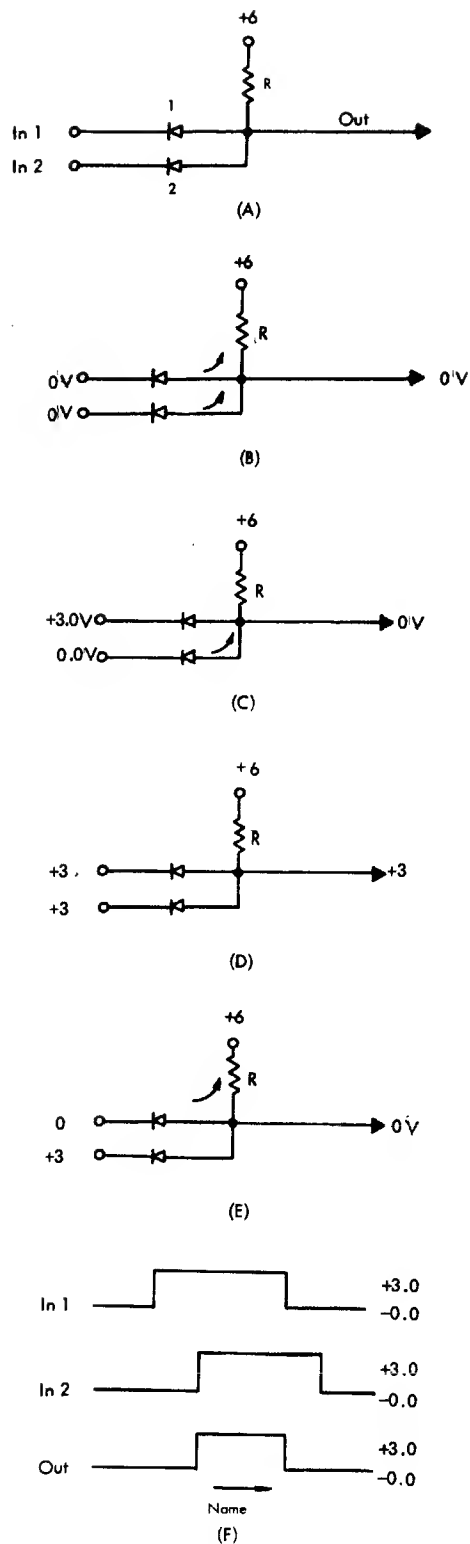 +6
R
1
In 1
Out
In 2
2
(A)
+6
R
0V
0V
0V
(B)
+6
R
+3.0V
0V
0.0V
(C)
+6
R
+3
+3
+3
(D)
+6
R
0
0V
+3
(E)
+3.0
In 1
-0.0
+3.0
In 2
-0.0
+3.0
Out
-0.0
Name
(F)